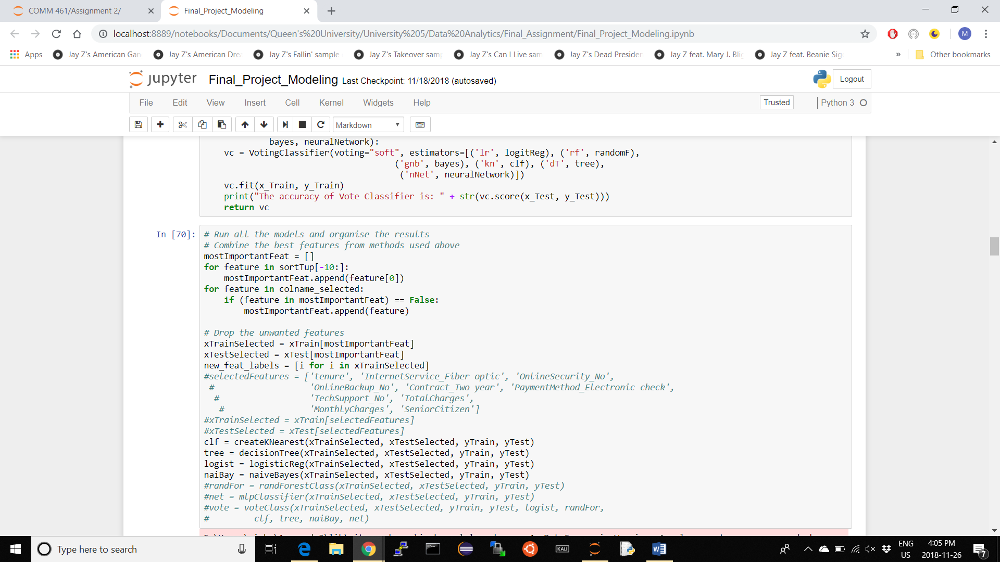 COMM 461/Assignment 2/
Final_Project_Modeling
localhost:8889/notebooks/Documents/Queen's%20University/University%205/Data%20Analytics/Final_Assignment/Final_Project_Modeling.ipynb
M
Apps
Jay Z's American Gan
Jay Z's American Dre
Jay Z's Fallin' sample
Jay Z's Takeover sam
Jay Z's Can I Live sam
Jay Z's Dead Presiden
Jay Z feat. Mary J. Bli
Jay Z feat. Beanie Sig
»
Other bookmarks
jupyter
Final_Project_Modeling Last Checkpoint: 11/18/2018 (autosaved)
Logout
File Edit View Insert Cell Kernel Widgets Help
Trusted
Python 3
Markdown
bayes, neuralNetwork):
vc = VotingClassifier(voting="soft", estimators=[('lr', logitReg), ('rf', randomF),
('gnb', bayes), ('kn', clf), ('dT', tree),
('nNet', neuralNetwork)])
vc.fit(x_Train, y_Train)
print("The accuracy of Vote Classifier is: " + str(vc.score(x_Test, y_Test)))
return vc
In [70]:
# Run all the models and organise the results
# Combine the best features from methods used above
mostImportantFeat = []
for feature in sortTup[-10:]:
mostImportantFeat.append(feature[0])
for feature in colname_selected:
if (feature in mostImportantFeat) == False:
mostImportantFeat.append(feature)
# Drop the unwanted features
xTrainSelected = xTrain[mostImportantFeat]
xTestSelected = xTest[mostImportantFeat]
new_feat_labels = [i for i in xTrainSelected]
#selectedFeatures = ['tenure', 'InternetService_Fiber optic', 'OnlineSecurity_No',
# 'OnlineBackup_No', 'Contract_Two year', 'PaymentMethod_Electronic check',
# 'TechSupport_No', 'TotalCharges',
# 'MonthlyCharges', 'SeniorCitizen']
#xTrainSelected = xTrain[selectedFeatures]
#xTestSelected = xTest[selectedFeatures]
clf = createKNearest(xTrainSelected, xTestSelected, yTrain, yTest)
tree = decisionTree(xTrainSelected, xTestSelected, yTrain, yTest)
logist = logisticReg(xTrainSelected, xTestSelected, yTrain, yTest)
naiBay = naiveBayes(xTrainSelected, xTestSelected, yTrain, yTest)
#randFor = randForestClass(xTrainSelected, xTestSelected, yTrain, yTest)
#net = mlpClassifier(xTrainSelected, xTestSelected, yTrain, yTest)
#vote = voteClass(xTrainSelected, xTestSelected, yTrain, yTest, logist, randFor,
# clf, tree, naiBay, net)
Type here to search
KALI
ENG
US
4:05 PM
2018-11-26
7